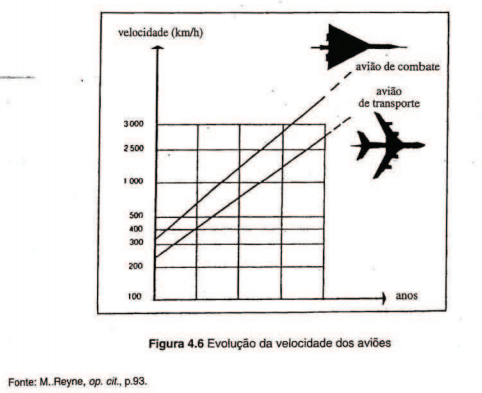 velocidade (km/h)
avião de combate
avião
de transporte
3 000
2 500
1 000
500
400
300
200
100
anos
Figura 4.6 Evolução da velocidade dos aviões
Fonte: M..Reyne, op. cit., p.93.